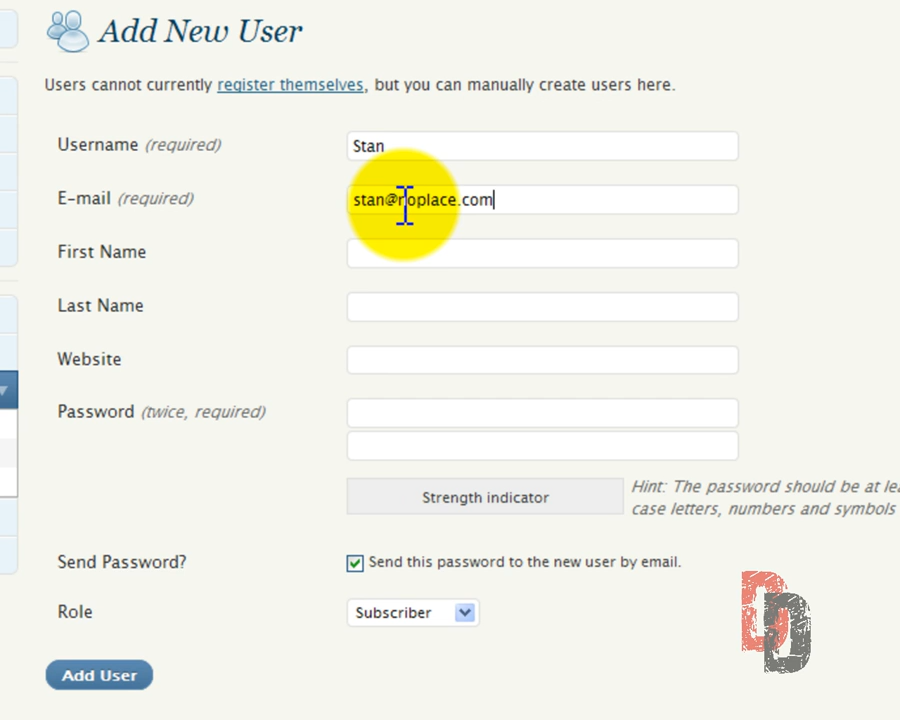 Add New User
Users cannot currently register themselves, but you can manually create users here.
Username (required)
Stan
E-mail (required)
stan@noplace.com
First Name
Last Name
Website
Password (twice, required)
Strength indicator
Hint: The password should be at
case letters, numbers and symbols
Send Password?
Send this password to the new user by email.
Role
Subscriber
Add User
DD